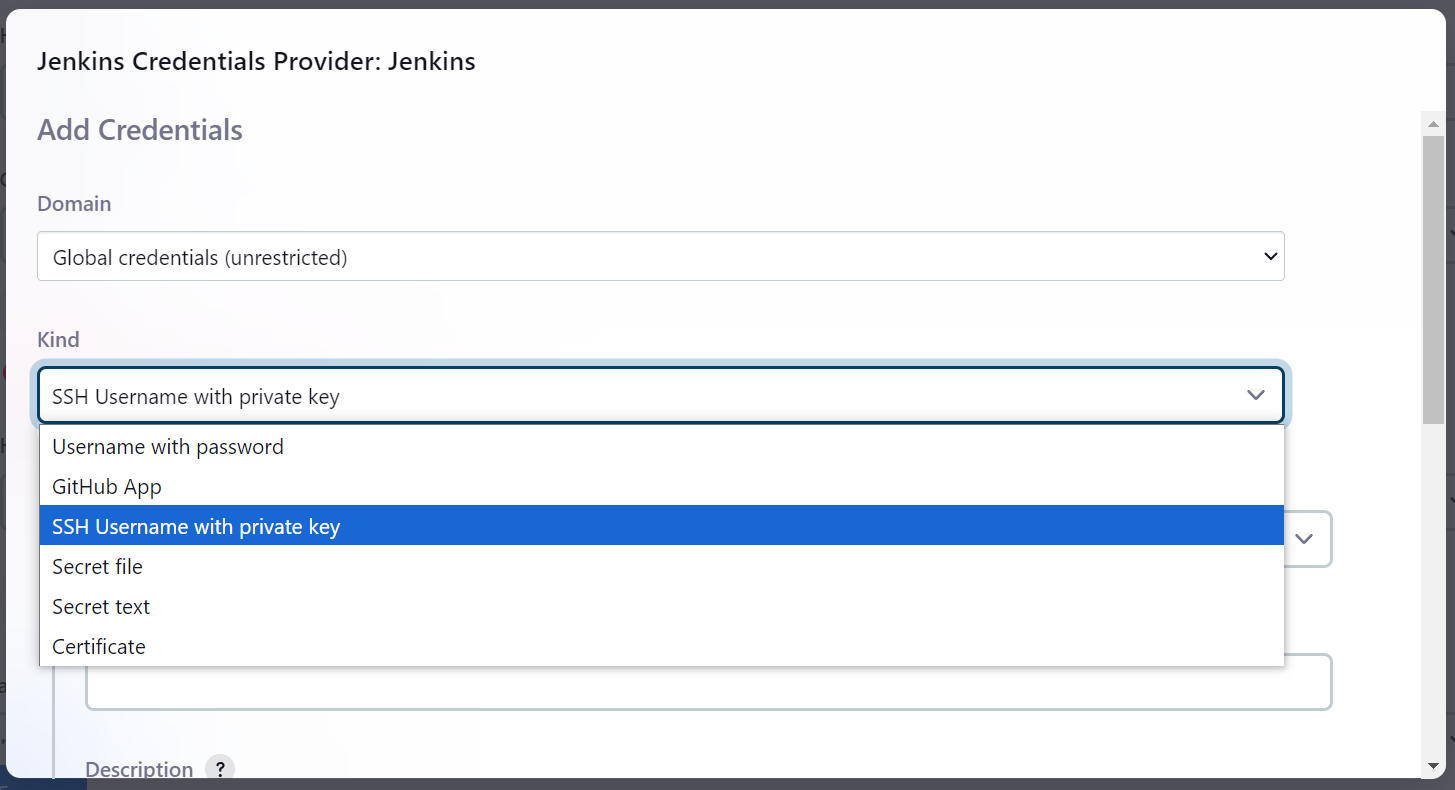 Jenkins Credentials Provider: Jenkins
Add Credentials
Domain
Global credentials (unrestricted)
Kind
SSH Username with private key
Username with password
GitHub App
SSH Username with private key
Secret file
Secret text
Certificate
Description ?